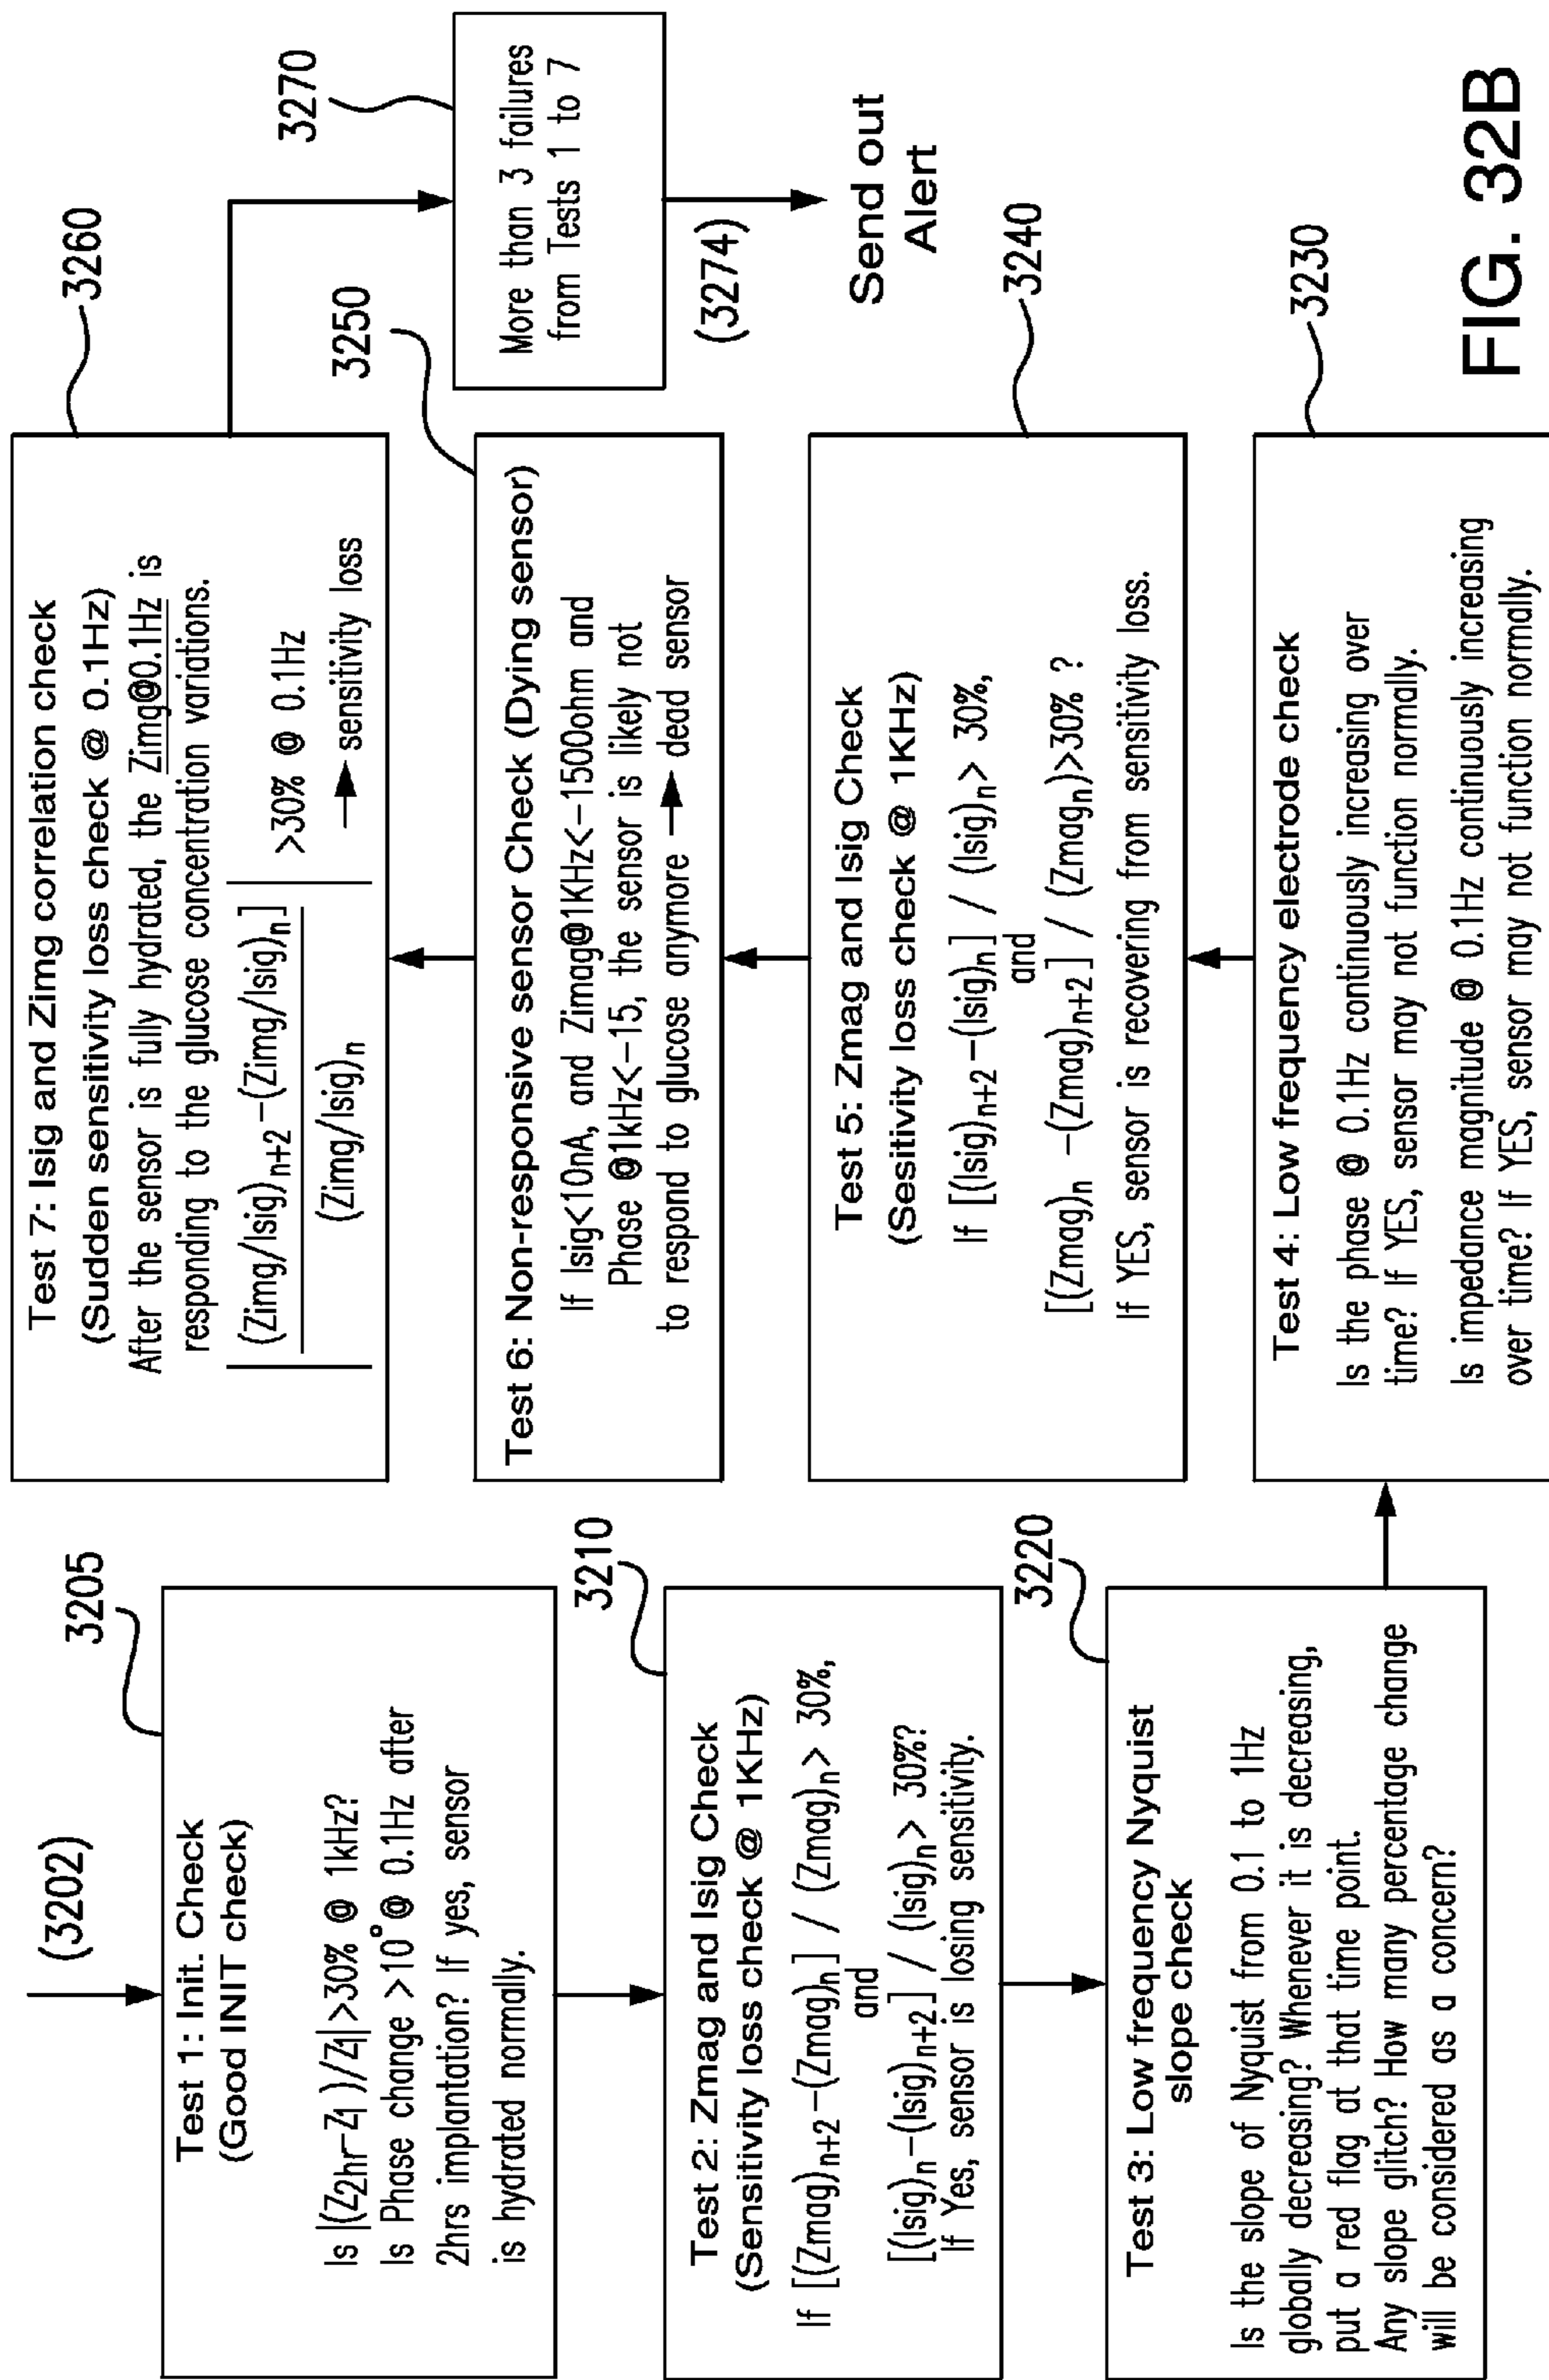 (3202)
3205
Test 1: Init. Check
(Good INIT check)
Is |(Z2hr-Z1)/Z1|>30% @ 1kHz?
Is Phase change >10° @ 0.1Hz after
2hrs implantation? If yes, sensor
is hydrated normally.
3210
Test 2: Zmag and Isig Check
(Sensitivity loss check @ 1KHz)
If [(Zmag)n+2-(Zmag)n] / (Zmag)n> 30%,
and
[(Isig)n-(Isig)n+2] / (Isig)n> 30%?
If Yes, sensor is losing sensitivity.
3220
Test 3: Low frequency Nyquist
slope check
Is the slope of Nyquist from 0.1 to 1Hz
globally decreasing? Whenever it is decreasing,
put a red flag at that time point.
Any slope glitch? How many percentage change
will be considered as a concern?
3230
Test 4: Low frequency electrode check
Is the phase @ 0.1Hz continuously increasing over
time? If YES, sensor may not function normally.
Is impedance magnitude @ 0.1Hz continuously increasing
over time? If YES, sensor may not function normally.
3240
Test 5: Zmag and Isig Check
(Sesitivity loss check @ 1KHz)
If [(Isig)n+2-(Isig)n] / (Isig)n> 30%,
and
[(Zmag)n -(Zmag)n+2] / (Zmagn)>30% ?
If YES, sensor is recovering from sensitivity loss.
3250
Test 6: Non-responsive sensor Check (Dying sensor)
If Isig<10nA, and Zimag@1KHz<-1500ohm and
Phase @1kHz<-15, the sensor is likely not
to respond to glucose anymore → dead sensor
3260
Test 7: Isig and Zimg correlation check
(Sudden sensitivity loss check @ 0.1Hz)
After the sensor is fully hydrated, the Zimg@0.1Hz is
responding to the glucose concentration variations.
| (Zimg/Isig)n+2-(Zimg/Isig)n] | >30% @ 0.1Hz
(Zimg/Isig)n → sensitivity loss
3270
More than 3 failures
from Tests 1 to 7
(3274)
Send out
Alert
FIG. 32B